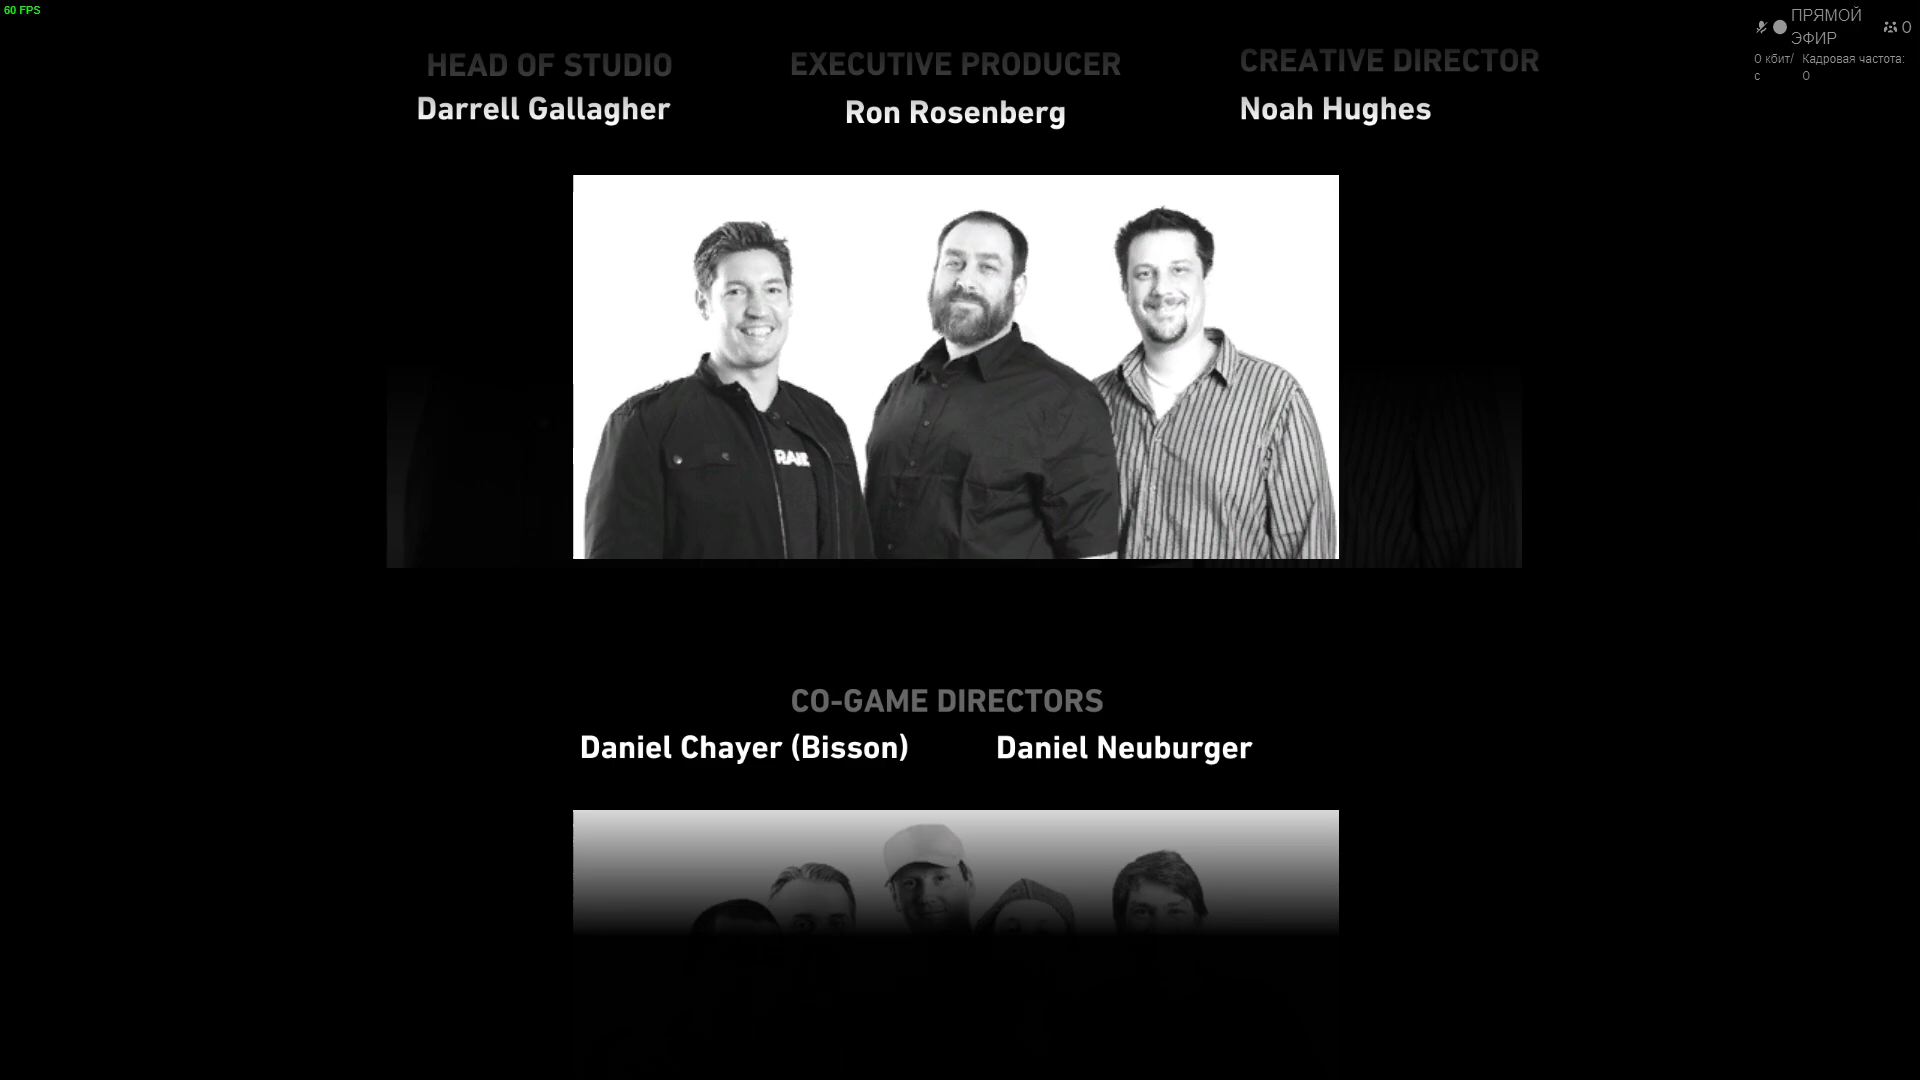 60 FPS
ПРЯМОЙ
ЭФИР
0
0 кбит/
с
Кадровая частота:
0
HEAD OF STUDIO
EXECUTIVE PRODUCER
CREATIVE DIRECTOR
Darrell Gallagher
Ron Rosenberg
Noah Hughes
RAID
CO-GAME DIRECTORS
Daniel Chayer (Bisson)
Daniel Neuburger